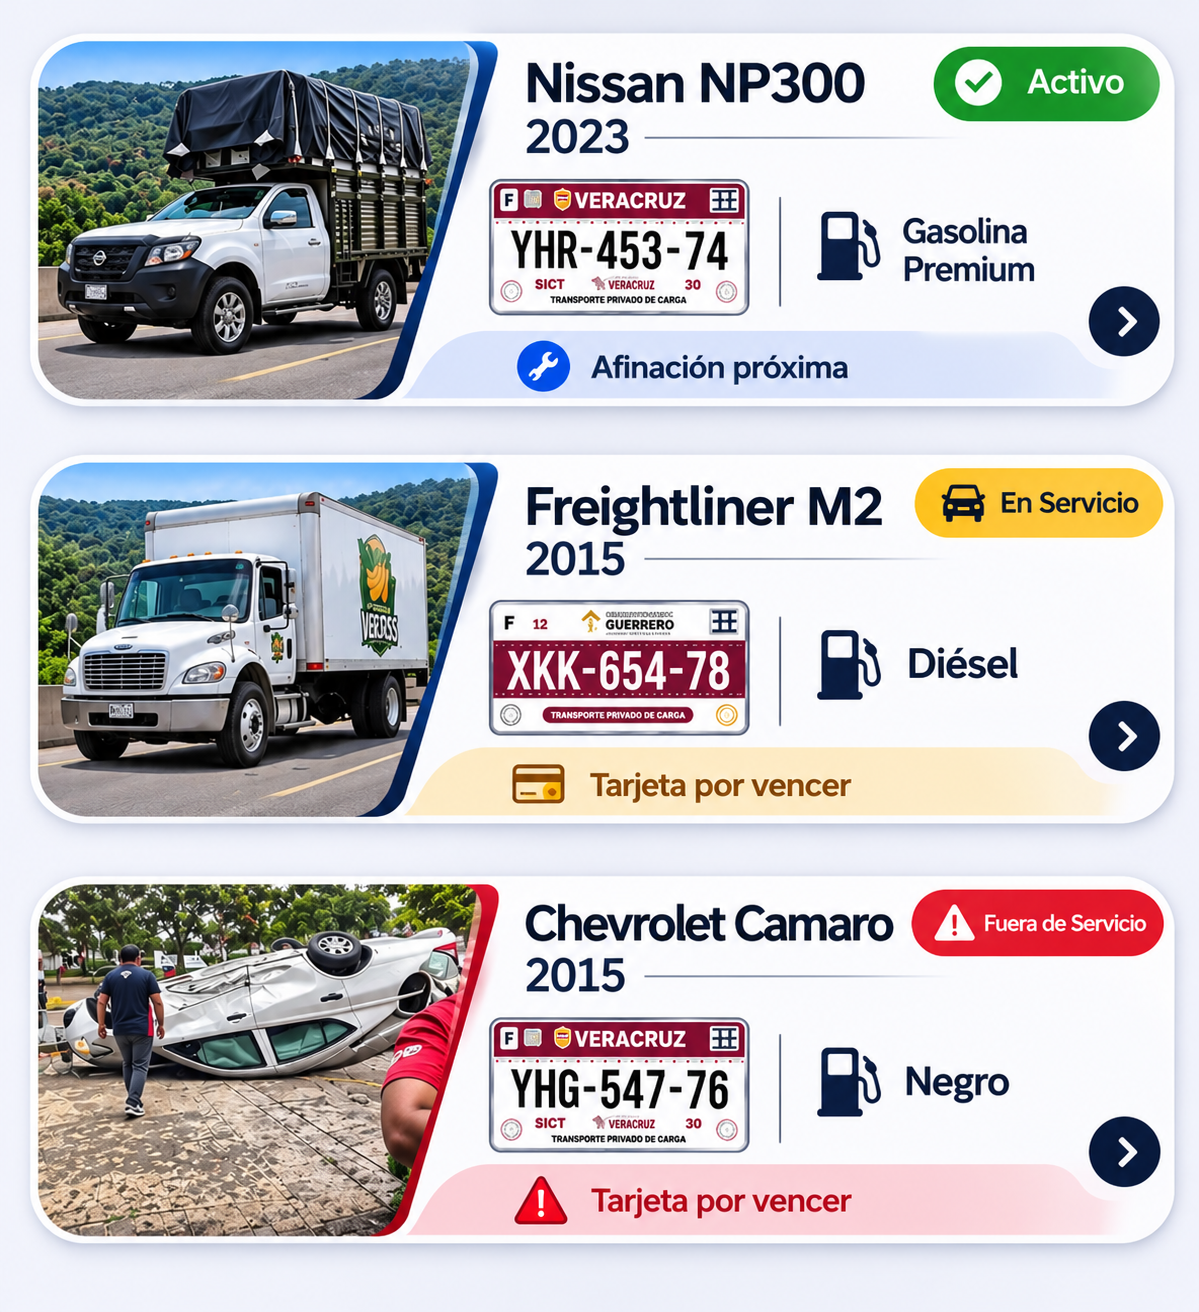 Nissan NP300
Activo
2023
F VERACRUZ
YHR-453-74
SICT VERACRUZ 30
TRANSPORTE PRIVADO DE CARGA
Gasolina
Premium
Afinación próxima
Freightliner M2
En Servicio
2015
F 12 GUERRERO
XKK-654-78
TRANSPORTE PRIVADO DE CARGA
Diésel
Tarjeta por vencer
Chevrolet Camaro
Fuera de Servicio
2015
F VERACRUZ
YHG-547-76
SICT VERACRUZ 30
TRANSPORTE PRIVADO DE CARGA
Negro
Tarjeta por vencer